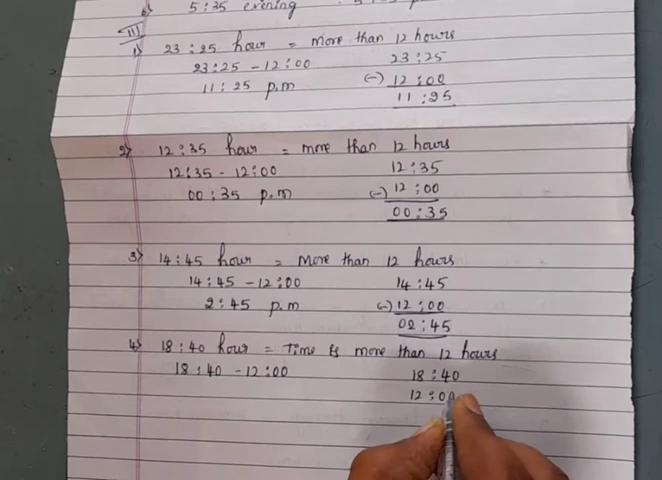 6) 5:35 evening
III
1) 23:25 hour = more than 12 hours
23:25 - 12:00 23:25
11:25 p.m (-) 12:00
11:25
2) 12:35 hour = more than 12 hours
12:35 - 12:00 12:35
00:35 p.m (-) 12:00
00:35
3) 14:45 hour = more than 12 hours
14:45 - 12:00 14:45
2:45 p.m (-) 12:00
02:45
4) 18:40 hour = Time is more than 12 hours
18:40 - 12:00 18:40
12:00